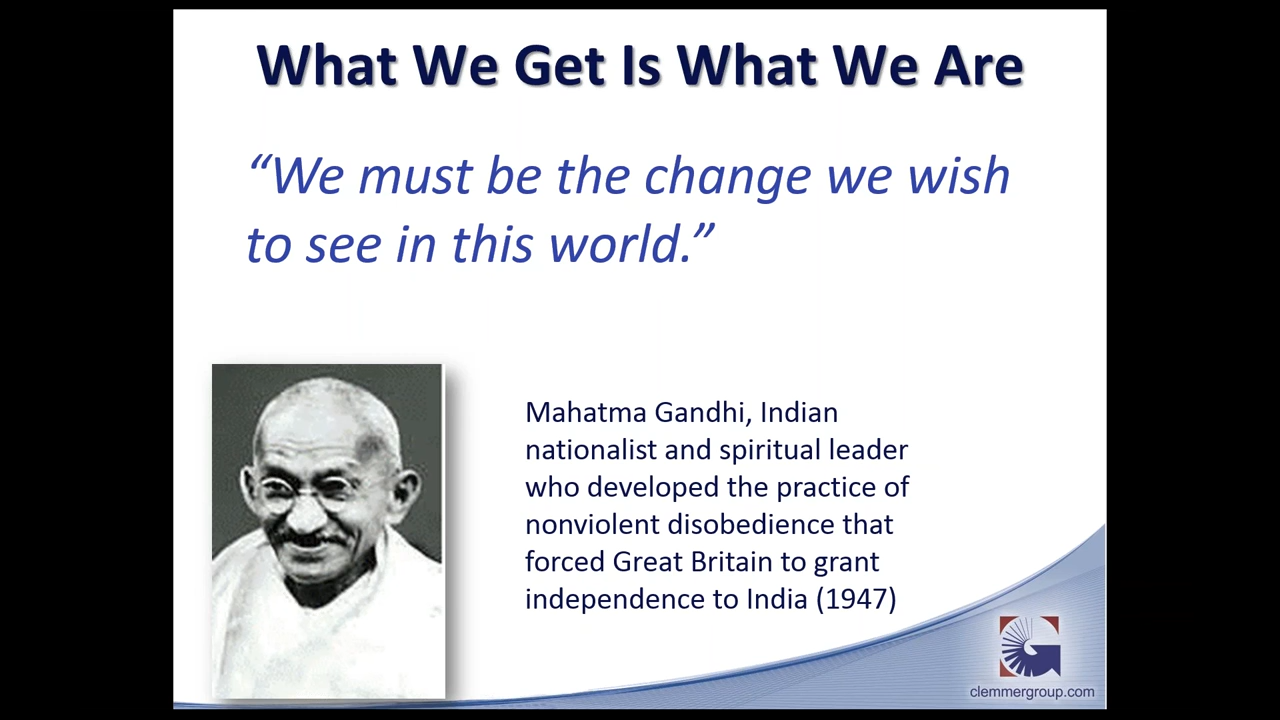 What We Get Is What We Are
“We must be the change we wish
to see in this world.”
Mahatma Gandhi, Indian
nationalist and spiritual leader
who developed the practice of
nonviolent disobedience that
forced Great Britain to grant
independence to India (1947)
clemmergroup.com